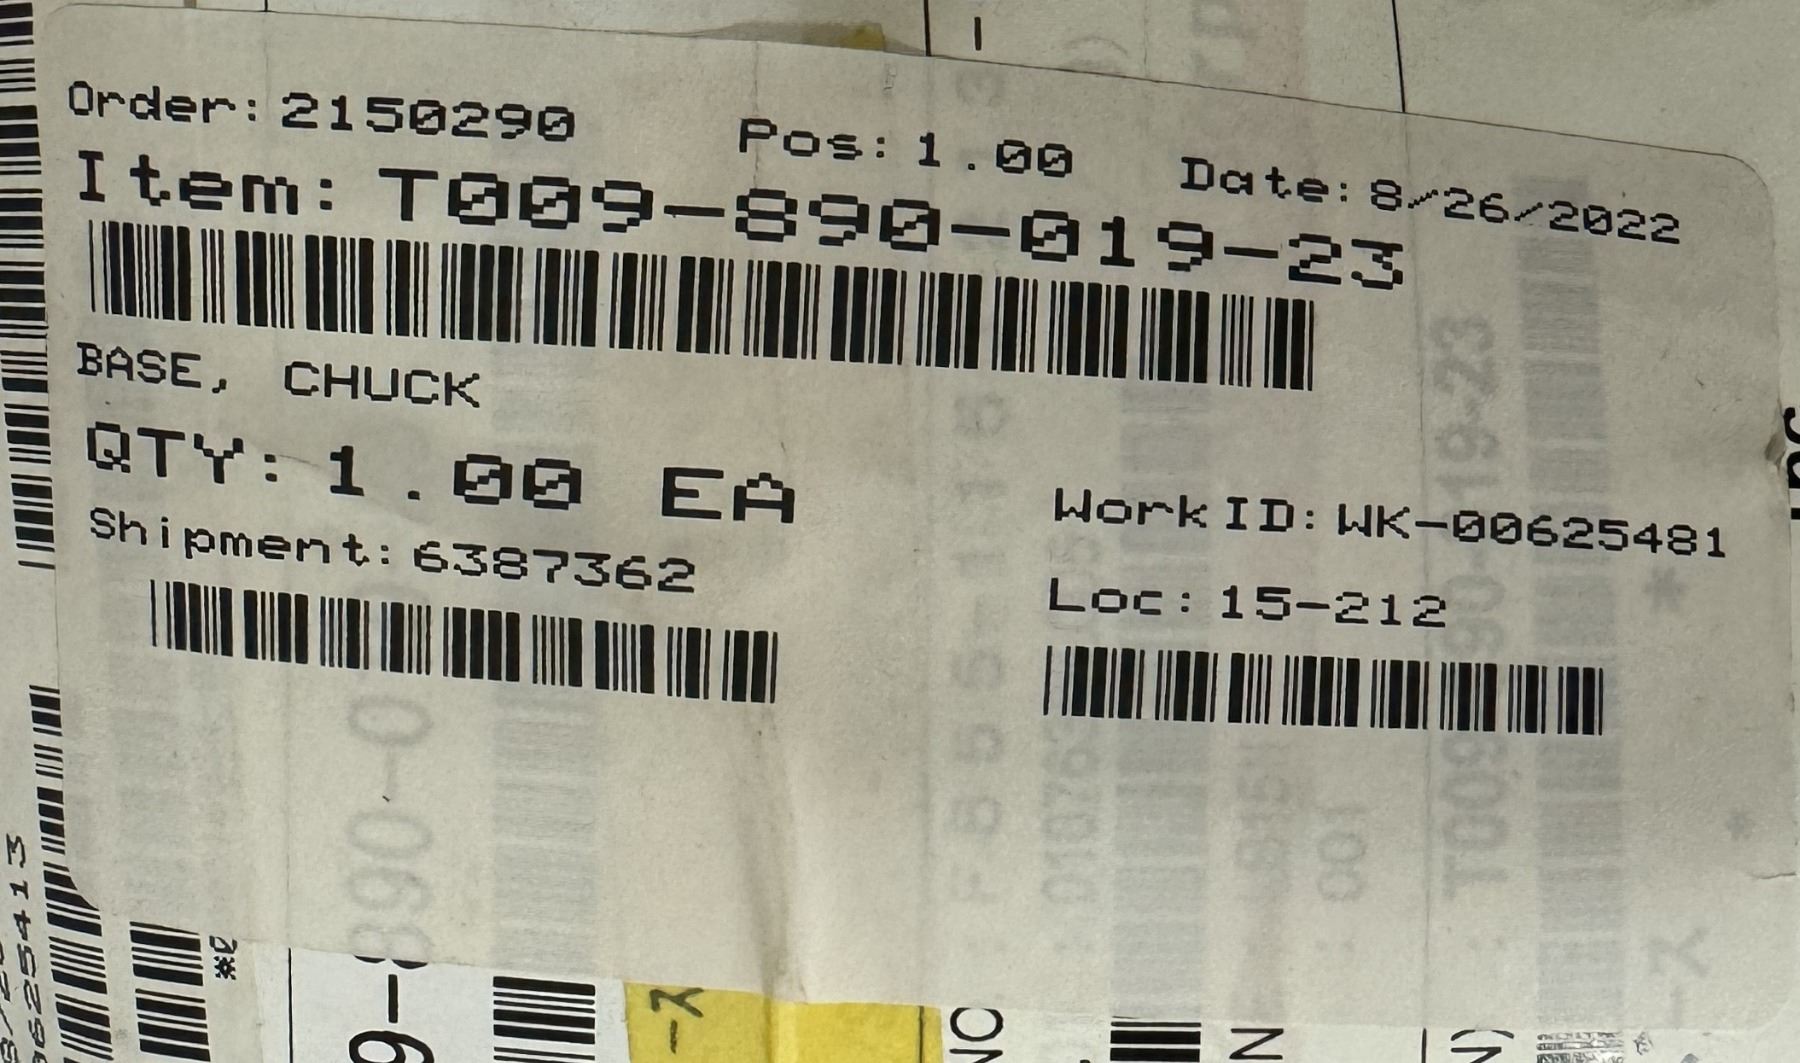 Order: 2150290 Pos: 1.00 Date: 8/26/2022
Item: T009-890-019-23
BASE, CHUCK
QTY: 1.00 EA
Shipment: 6387362
Work ID: WK-00625481
Loc: 15-212